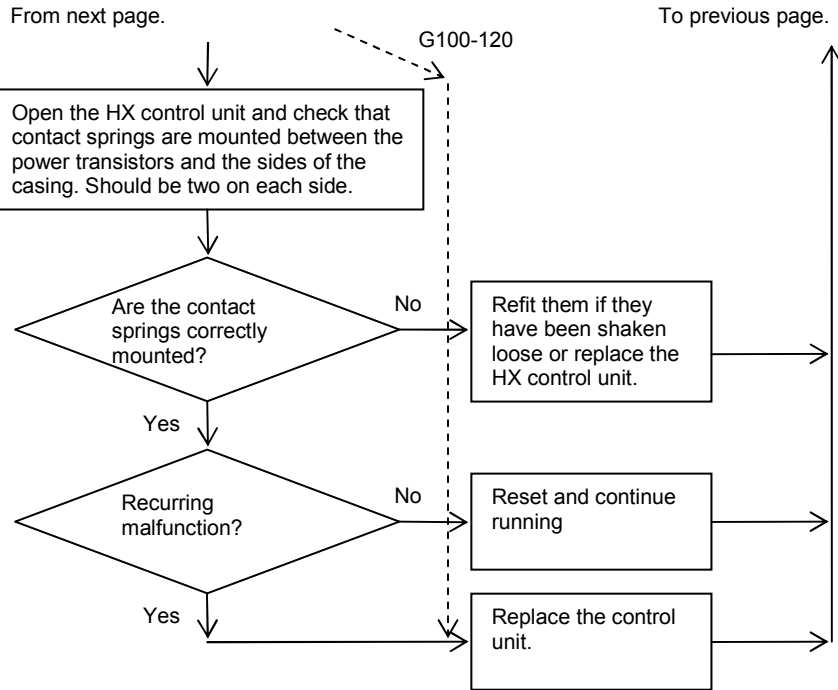 From next page.
To previous page.
G100-120
Open the HX control unit and check that
contact springs are mounted between the
power transistors and the sides of the
casing. Should be two on each side.
Are the contact
springs correctly
mounted?
No
Refit them if they
have been shaken
loose or replace the
HX control unit.
Yes
Recurring
malfunction?
No
Reset and continue
running
Yes
Replace the control
unit.